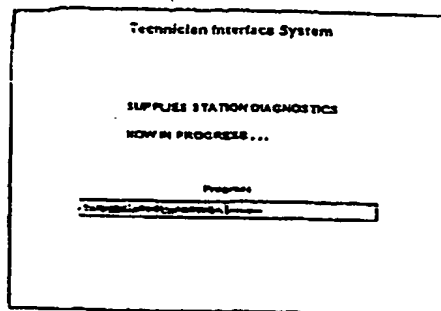 Technician Interface System
SUPPLIES STATION DIAGNOSTICS
NOW IN PROGRESS...
Progress